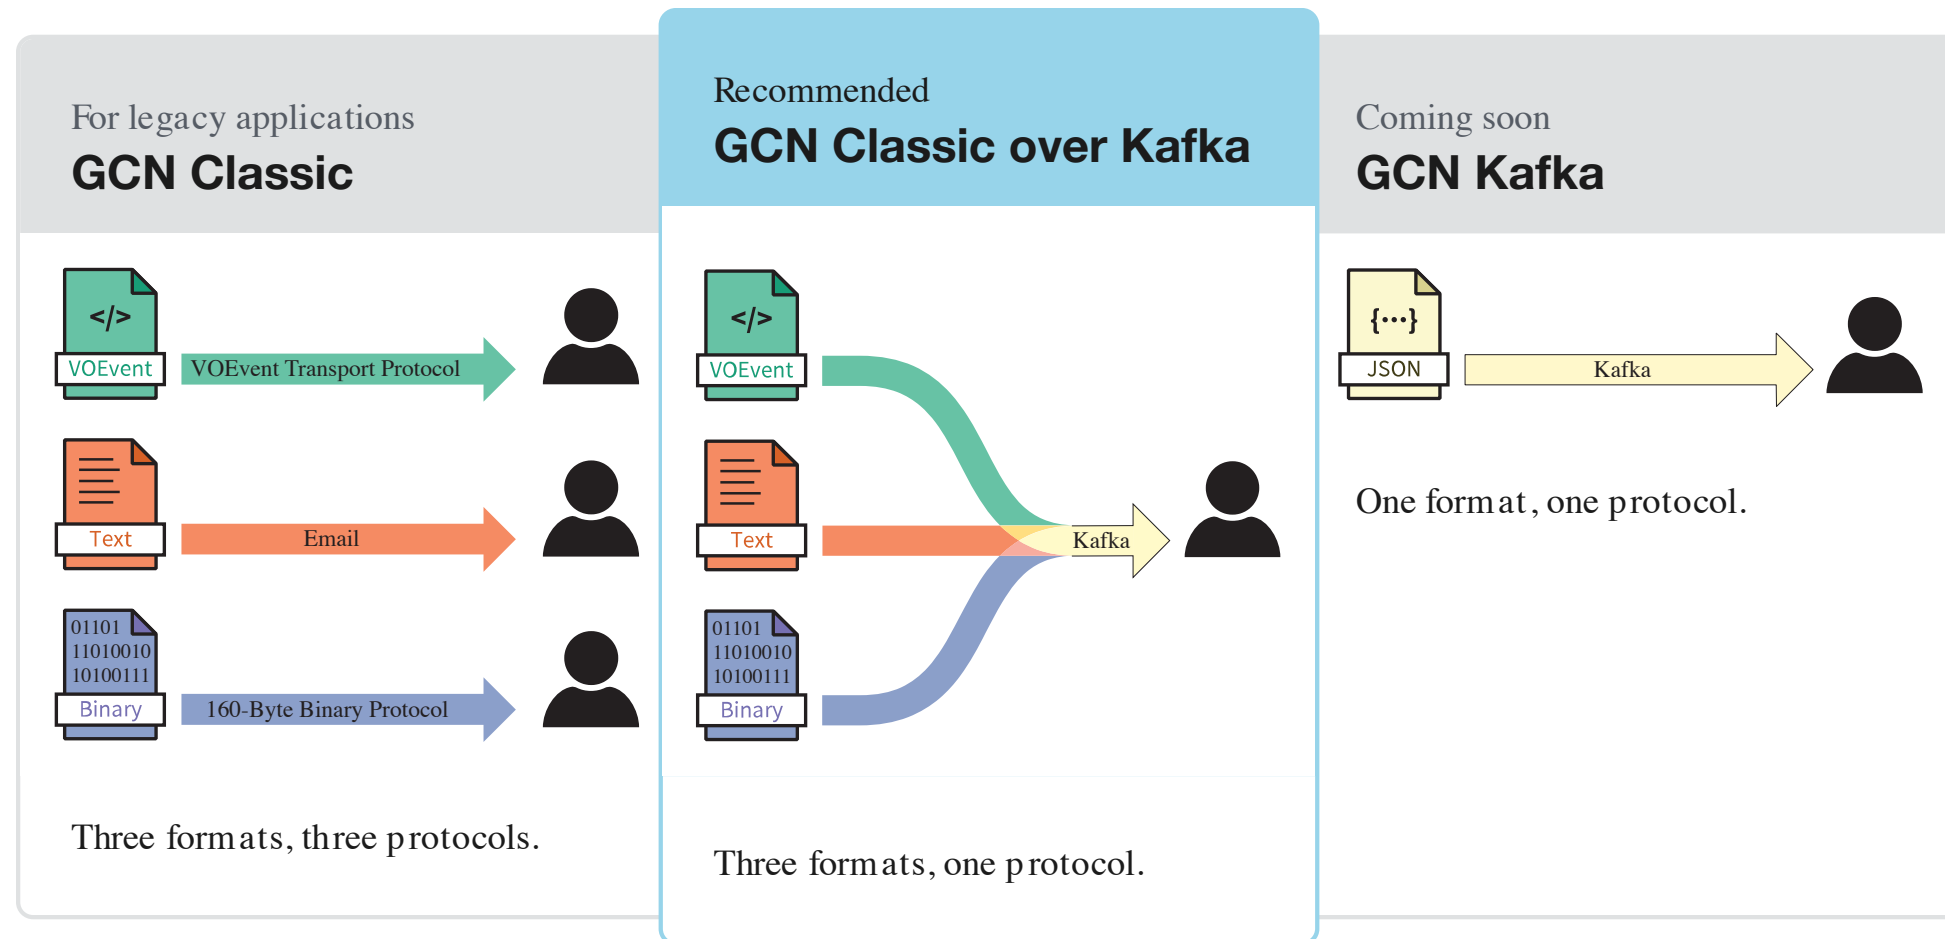 For legacy applications
GCN Classic
</>
VOEvent
VOEvent Transport Protocol
Text
Email
01101
11010010
10100111
Binary
160-Byte Binary Protocol
Three formats, three protocols.
Recommended
GCN Classic over Kafka
</>
VOEvent
Text
Kafka
01101
11010010
10100111
Binary
Three formats, one protocol.
Coming soon
GCN Kafka
{···}
JSON
Kafka
One format, one protocol.